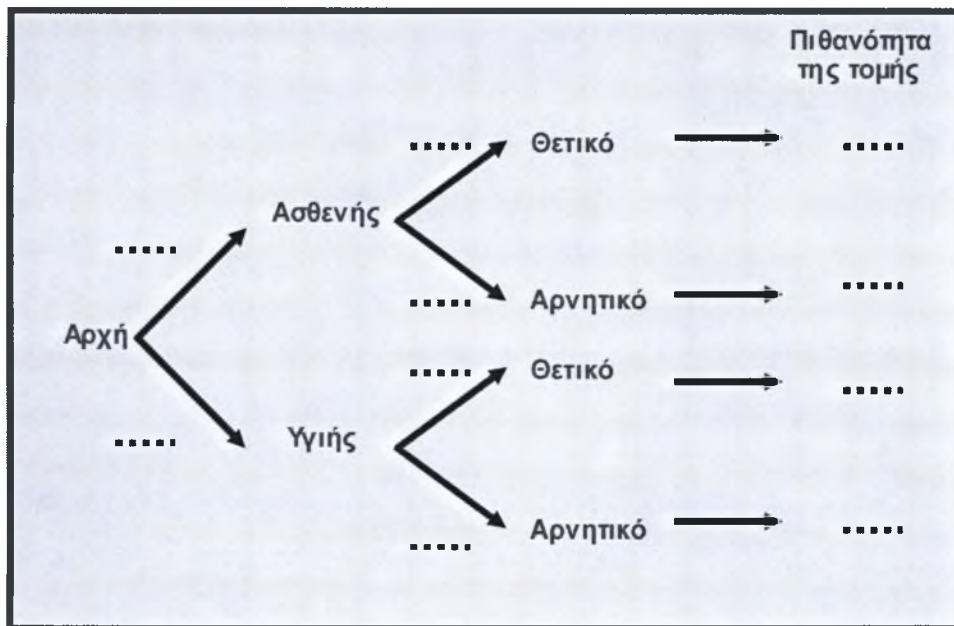 Πιθανότητα
της τομής
Θετικό
Ασθενής
Αρνητικό
Αρχή
Θετικό
Υγιής
Αρνητικό